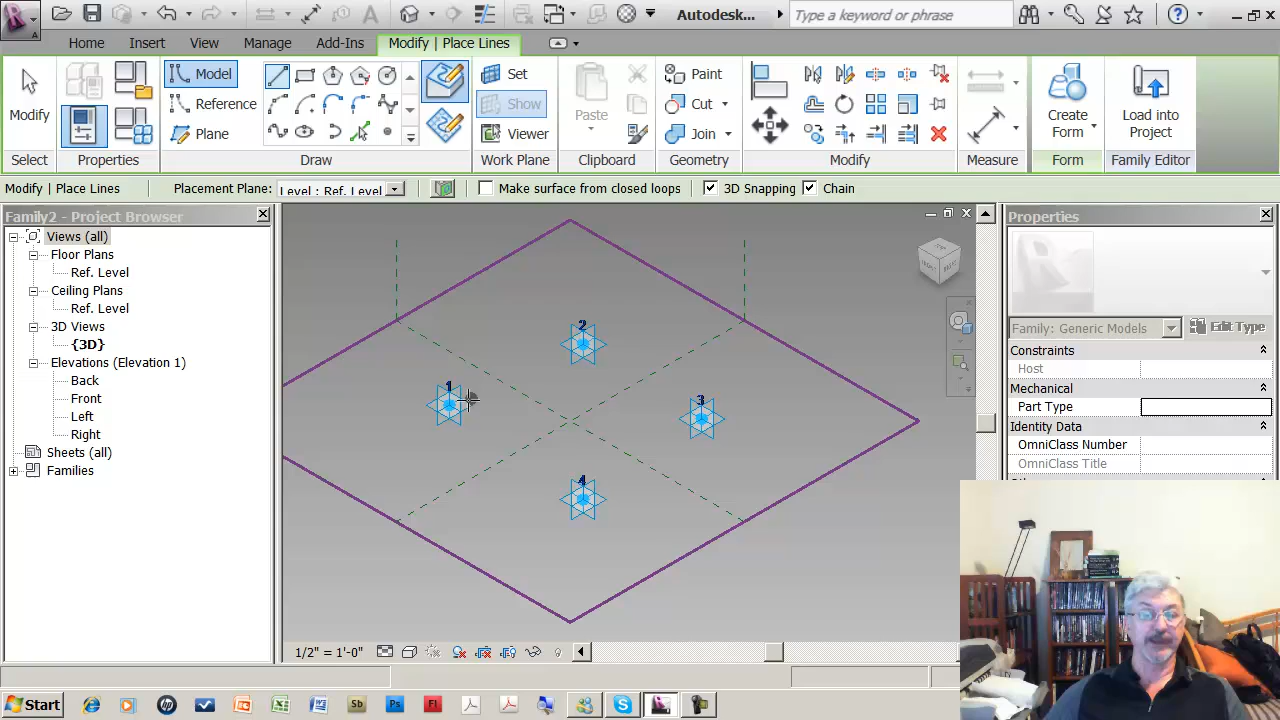 Autodesk...
Type a keyword or phrase
Home
Insert
View
Manage
Add-Ins
Modify | Place Lines
Modify
Select
Properties
Model
Reference
Plane
Draw
Set
Show
Viewer
Work Plane
Paste
Clipboard
Paint
Cut
Join
Geometry
Modify
Measure
Create
Form
Form
Load into
Project
Family Editor
Modify | Place Lines
Placement Plane:
Level : Ref. Level
Make surface from closed loops
3D Snapping
Chain
Family2 - Project Browser
Views (all)
Floor Plans
Ref. Level
Ceiling Plans
Ref. Level
3D Views
{3D}
Elevations (Elevation 1)
Back
Front
Left
Right
Sheets (all)
Families
2
1
3
4
1/2" = 1'-0"
Properties
Family: Generic Models
Edit Type
Constraints
Host
Mechanical
Part Type
Identity Data
OmniClass Number
OmniClass Title
Start